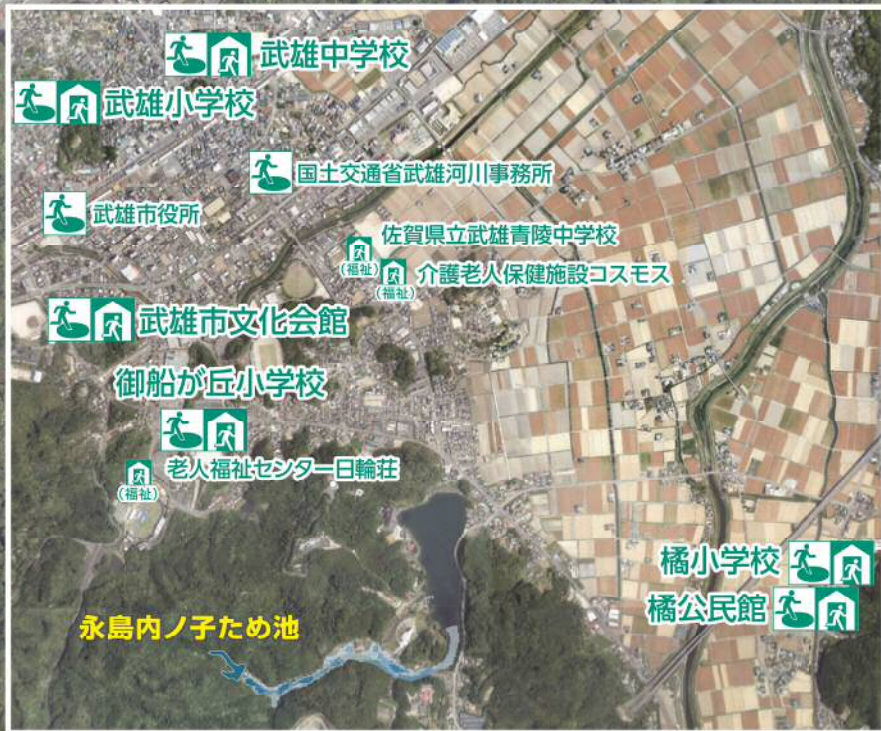 武雄中学校
武雄小学校
国土交通省武雄河川事務所
武雄市役所
佐賀県立武雄青陵中学校
(福祉)
介護老人保健施設コスモス
(福祉)
武雄市文化会館
御船が丘小学校
老人福祉センター日輪荘
(福祉)
橘小学校
橘公民館
永島内ノ子ため池